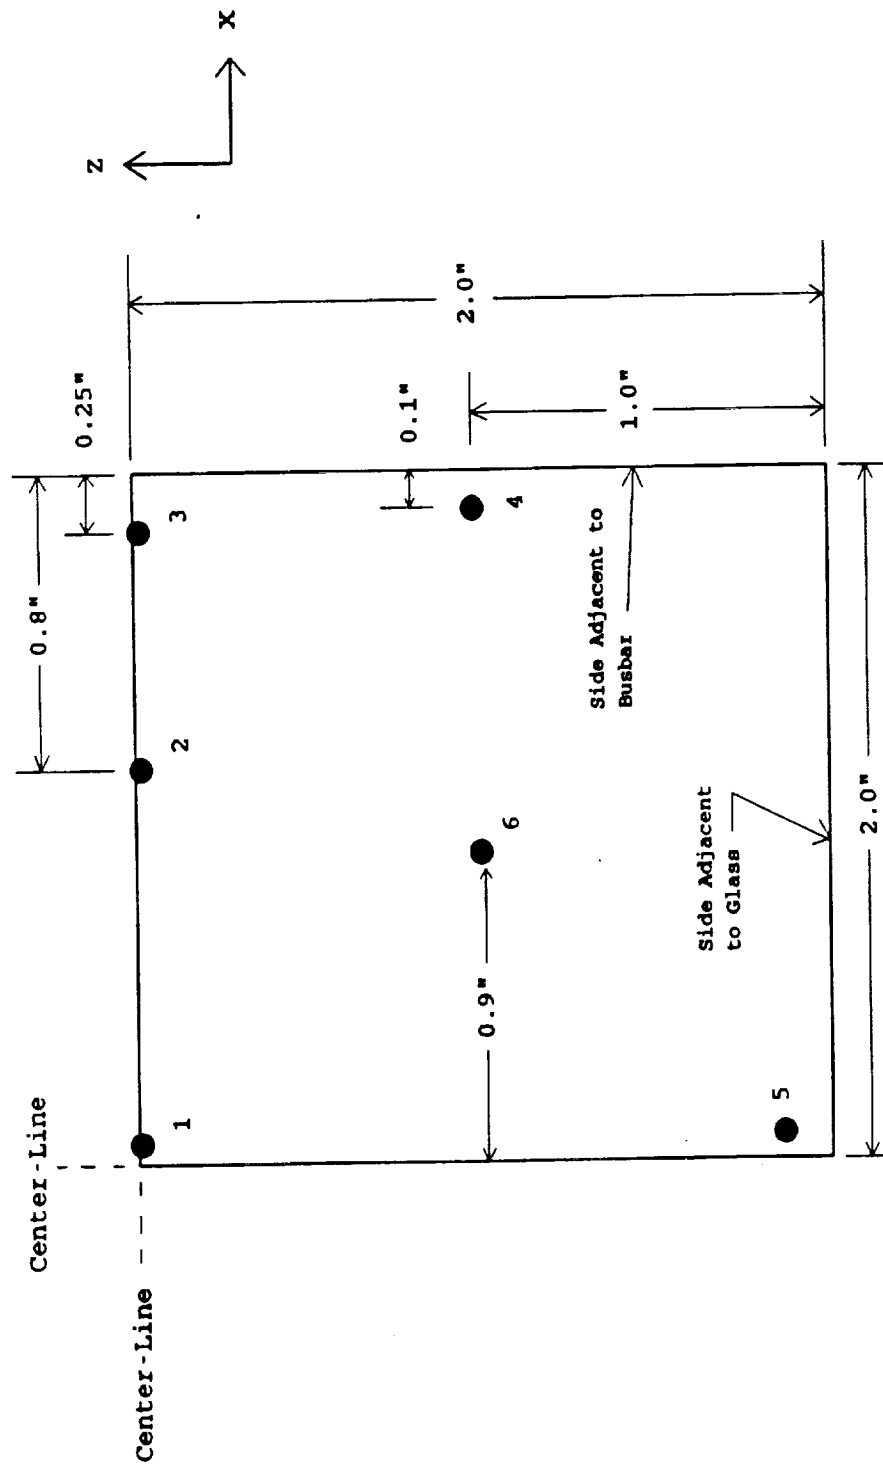 Center-Line
Center-Line
1
2
3
0.8"
0.25"
0.1"
4
5
6
0.9"
Side Adjacent to
Busbar
Side Adjacent
to Glass
1.0"
2.0"
2.0"
Z
X